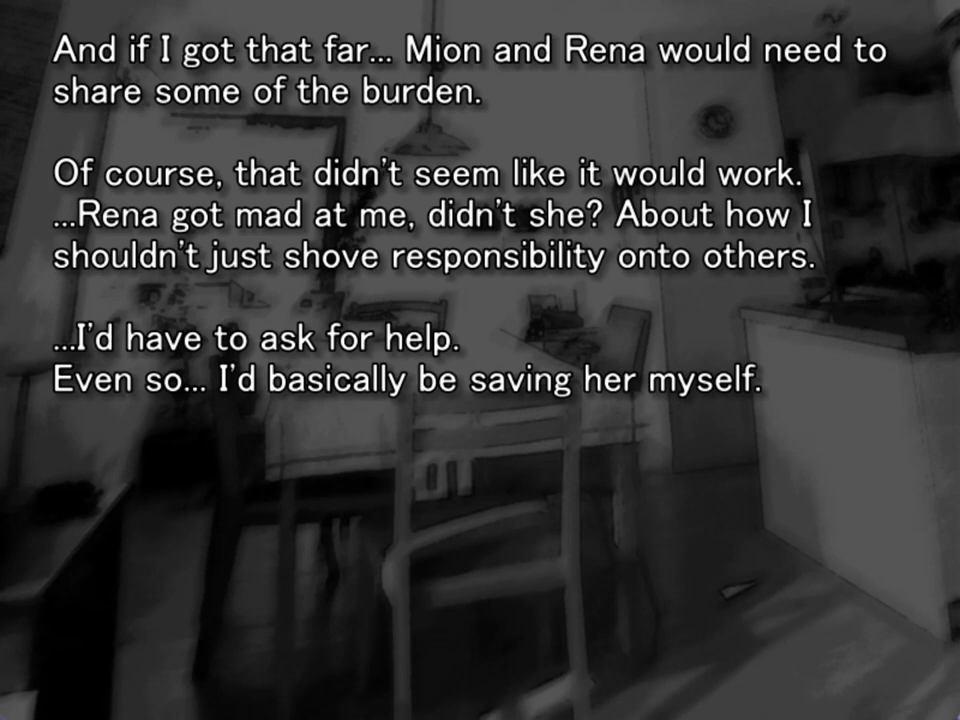 And if I got that far... Mion and Rena would need to
share some of the burden.
Of course, that didn't seem like it would work.
...Rena got mad at me, didn't she? About how I
shouldn't just shove responsibility onto others.
...I'd have to ask for help.
Even so... I'd basically be saving her myself.